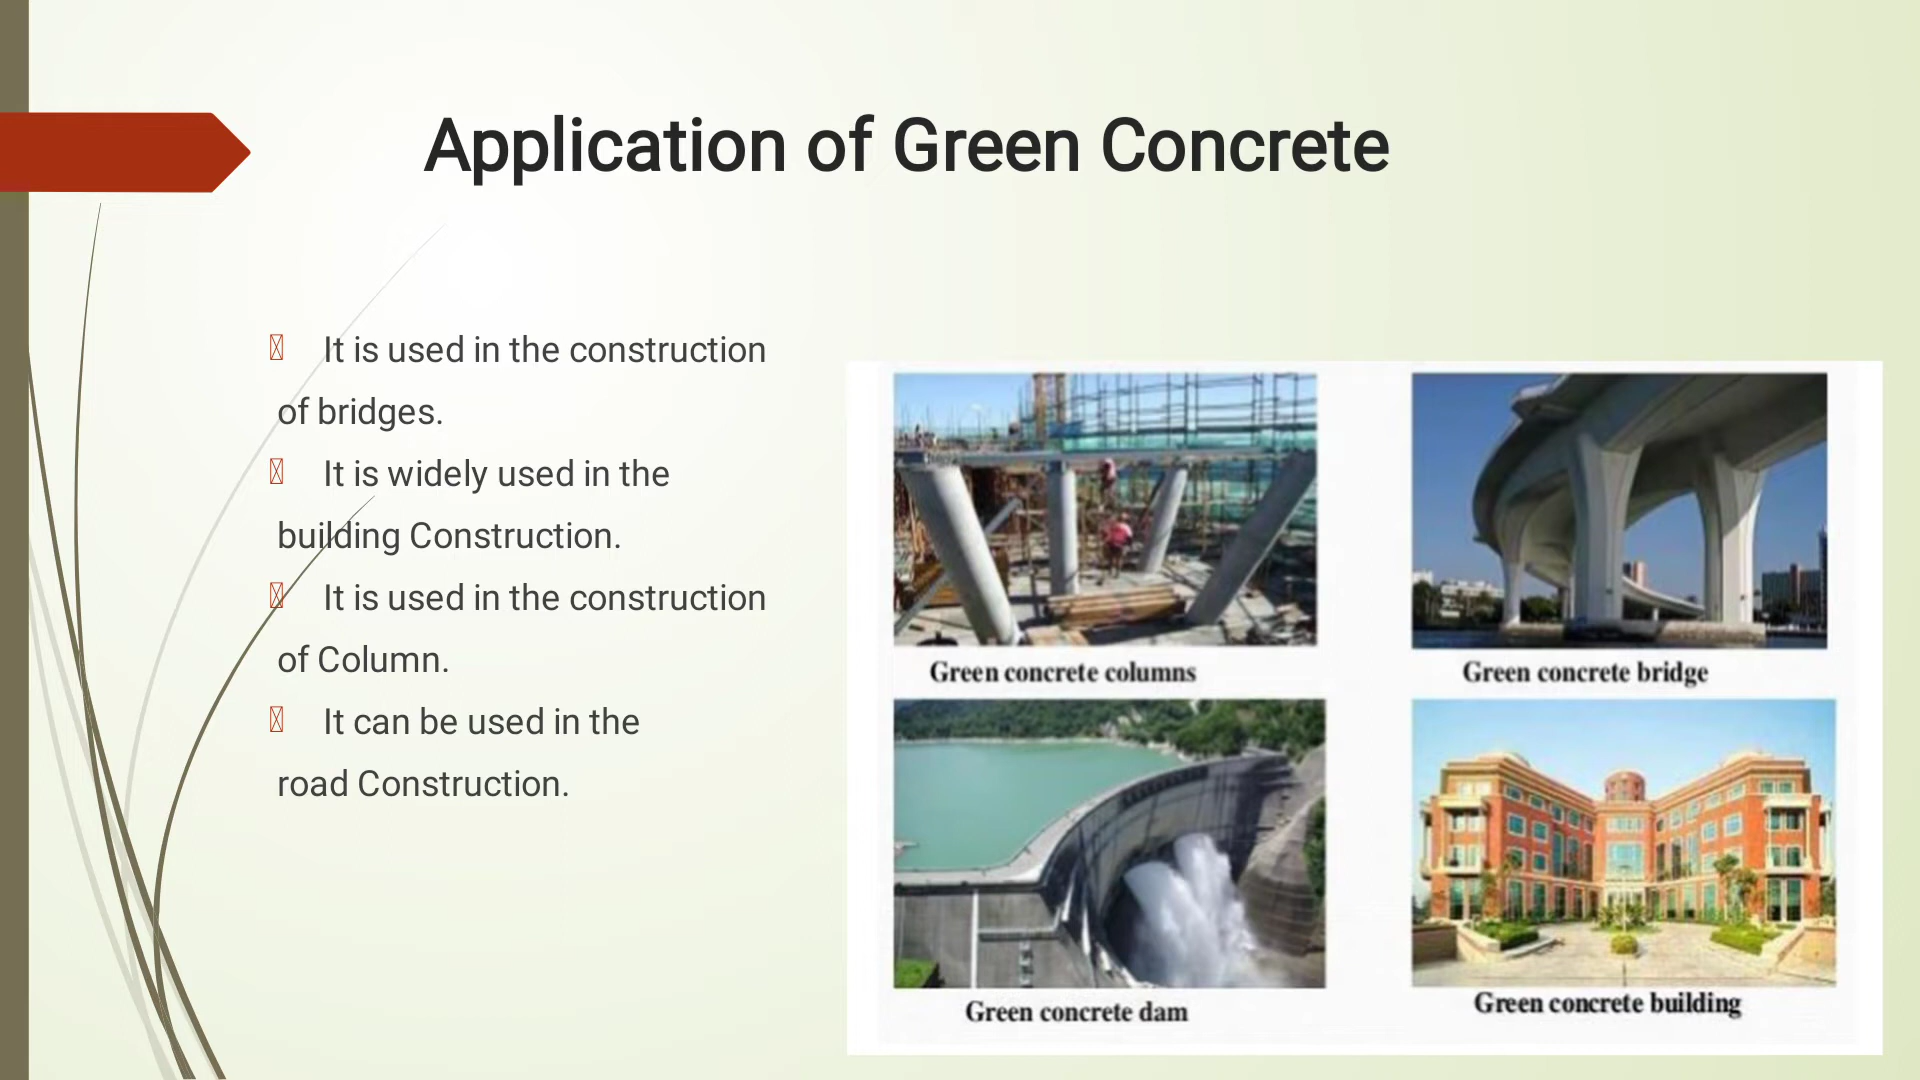 Application of Green Concrete
It is used in the construction
of bridges.
It is widely used in the
building Construction.
It is used in the construction
of Column.
It can be used in the
road Construction.
Green concrete columns
Green concrete bridge
Green concrete dam
Green concrete building